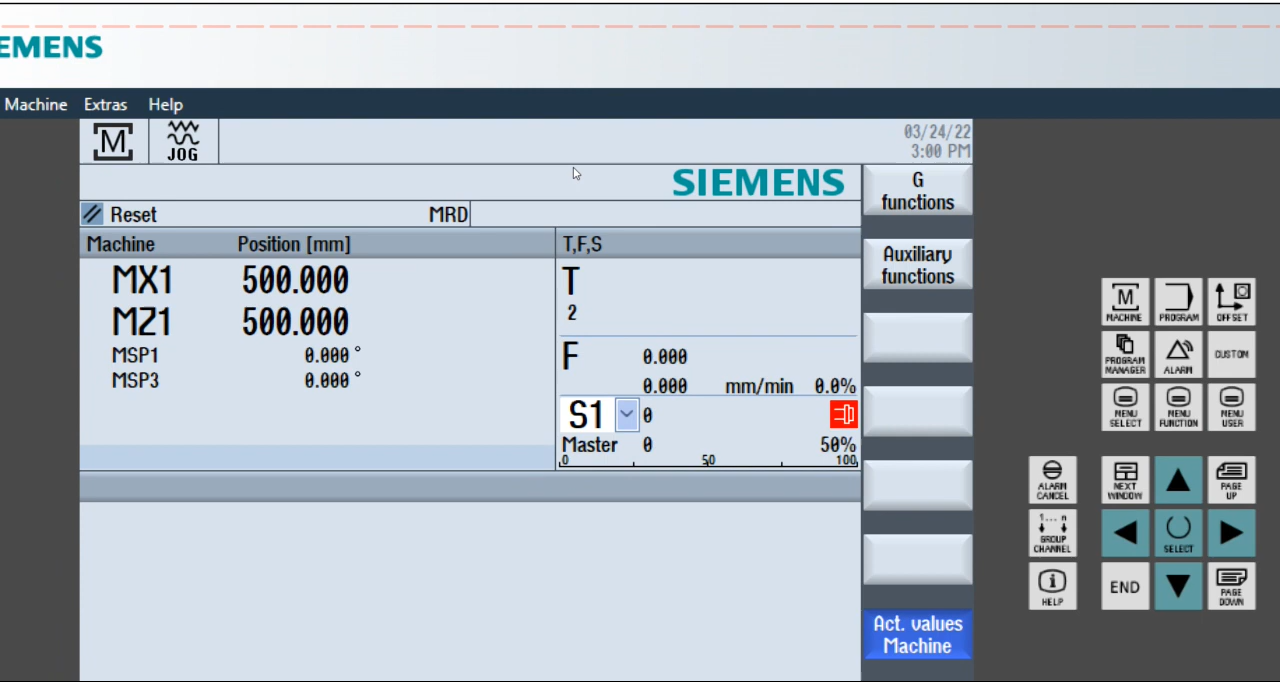 EMENS
Machine Extras Help
M
JOG
03/24/22
3:00 PM
SIEMENS
G
functions
Reset MRD
Machine Position [mm] T,F,S
Auxiliary
functions
MX1 500.000
T
2
MZ1 500.000
MSP1 0.000 °
MSP3 0.000 °
F 0.000
0.000 mm/min 0.0%
S1 0
Master 0 50%
0 50 100
Act. values
Machine
M
MACHINE PROGRAM OFFSET
PROGRAM
MANAGER ALARM CUSTOM
MENU
SELECT
MENU
FUNCTION
MENU
USER
ALARM
CANCEL
NEXT
WINDOW
PAGE
UP
1... n
GROUP
CHANNEL
SELECT
i
HELP
END
PAGE
DOWN